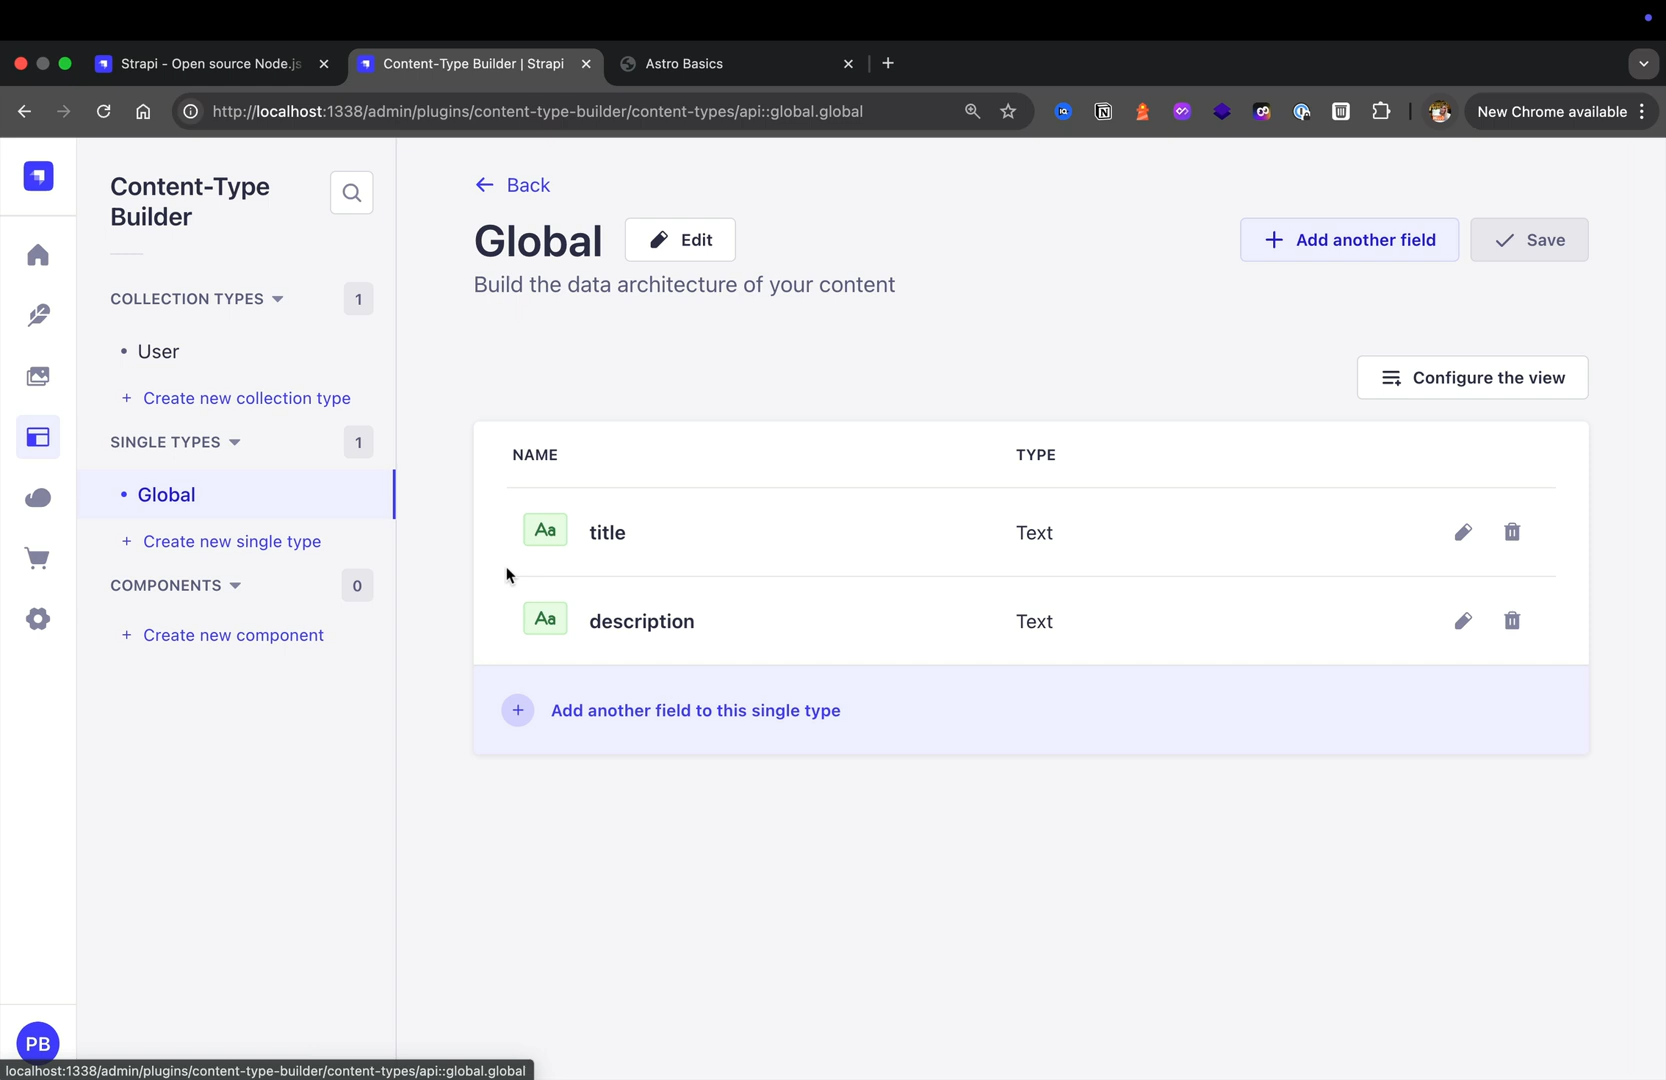 Strapi - Open source Node.js
Content-Type Builder | Strapi
Astro Basics
http://localhost:1338/admin/plugins/content-type-builder/content-types/api::global.global
New Chrome available
Content-Type
Builder
COLLECTION TYPES
1
User
+ Create new collection type
SINGLE TYPES
1
Global
+ Create new single type
COMPONENTS
0
+ Create new component
PB
localhost:1338/admin/plugins/content-type-builder/content-types/api::global.global
Back
Global
Edit
Add another field
Save
Build the data architecture of your content
Configure the view
NAME TYPE
Aa title Text
Aa description Text
Add another field to this single type